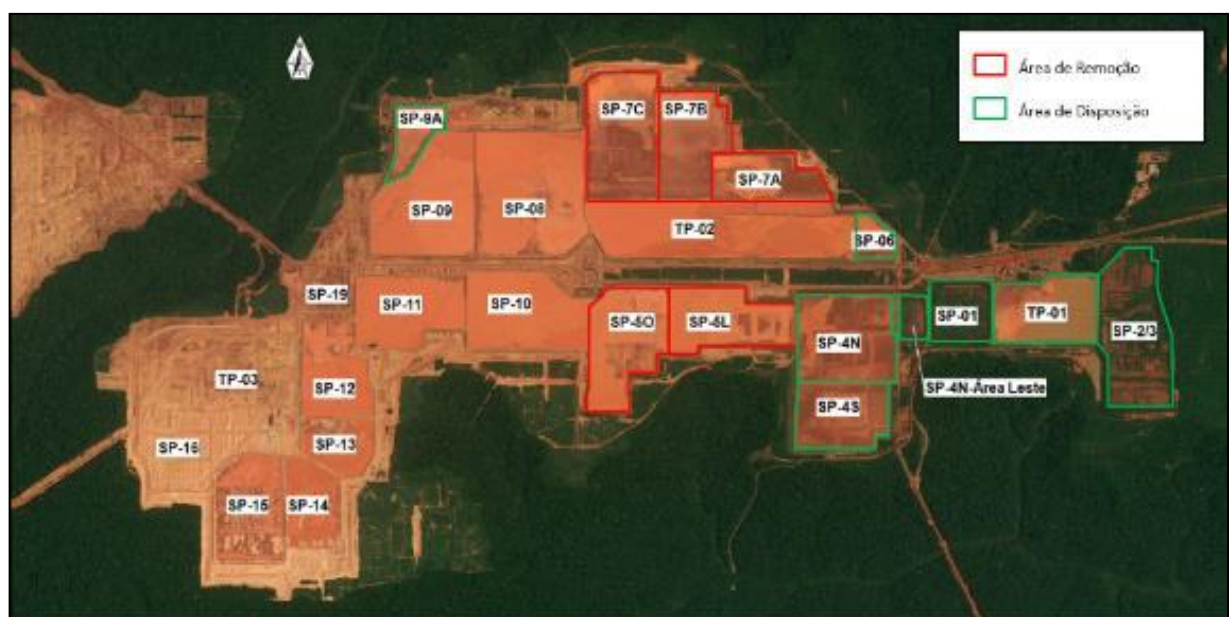 Área de Remoção
Área de Disposição
SP-9A
SP-7C
SP-7B
SP-7A
SP-09
SP-08
TP-02
SP-06
SP-19
SP-11
SP-10
SP-5O
SP-5L
SP-4N
SP-01
TP-01
SP-2/3
SP-4N-Área Leste
TP-03
SP-12
SP-4S
SP-13
SP-16
SP-15
SP-14